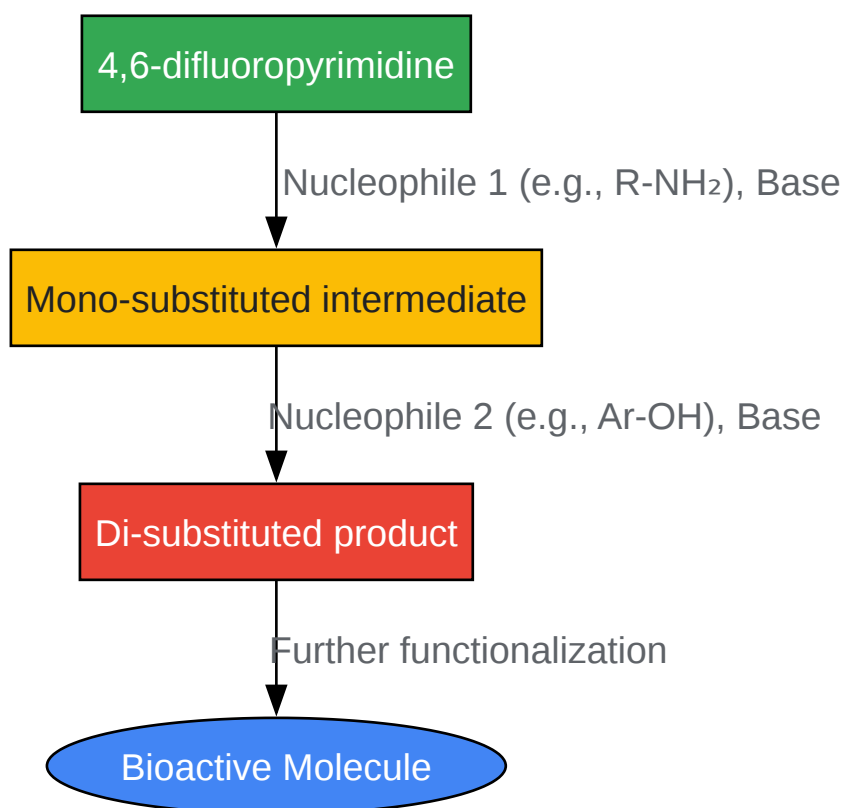 4,6-difluoropyrimidine
Nucleophile 1 (e.g., R-NH₂), Base
Mono-substituted intermediate
Nucleophile 2 (e.g., Ar-OH), Base
Di-substituted product
Further functionalization
Bioactive Molecule